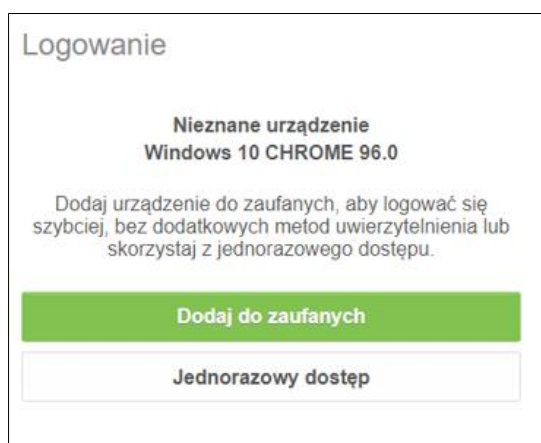 Logowanie
Nieznane urządzenie
Windows 10 CHROME 96.0
Dodaj urządzenie do zaufanych, aby logować się
szybciej, bez dodatkowych metod uwierzytelnienia lub
skorzystaj z jednorazowego dostępu.
Dodaj do zaufanych
Jednorazowy dostęp